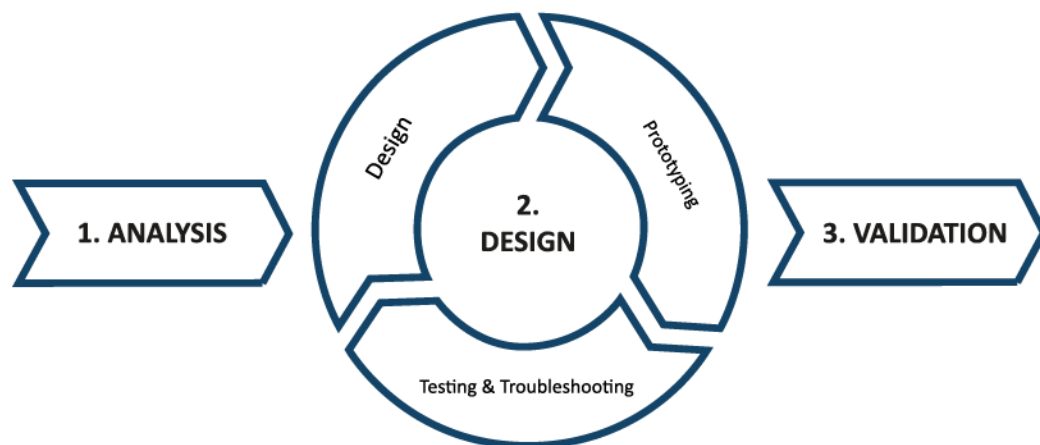 1. ANALYSIS
Design
Prototyping
2.
DESIGN
Testing & Troubleshooting
3. VALIDATION